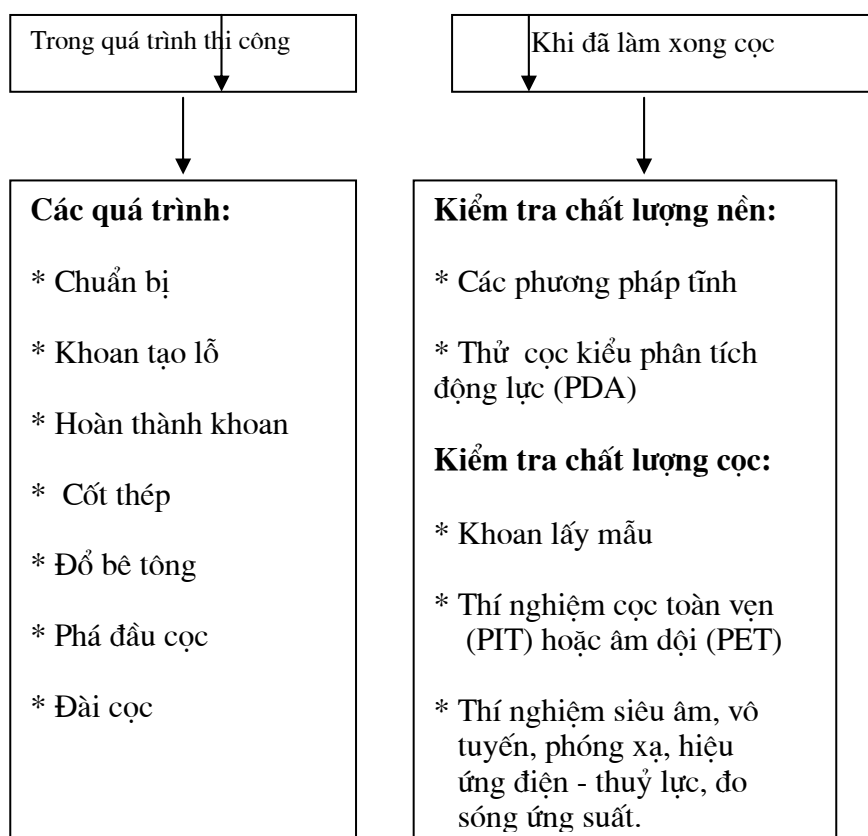 Trong quá trình thi công
Khi đã làm xong cọc
Các quá trình:
* Chuẩn bị
* Khoan tạo lỗ
* Hoàn thành khoan
* Cốt thép
* Đổ bê tông
* Phá đầu cọc
* Đài cọc
Kiểm tra chất lượng nền:
* Các phương pháp tĩnh
* Thử cọc kiểu phân tích
động lực (PDA)
Kiểm tra chất lượng cọc:
* Khoan lấy mẫu
* Thí nghiệm cọc toàn vẹn
(PIT) hoặc âm dội (PET)
* Thí nghiệm siêu âm, vô
tuyến, phóng xạ, hiệu
ứng điện - thuỷ lực, đo
sóng ứng suất.